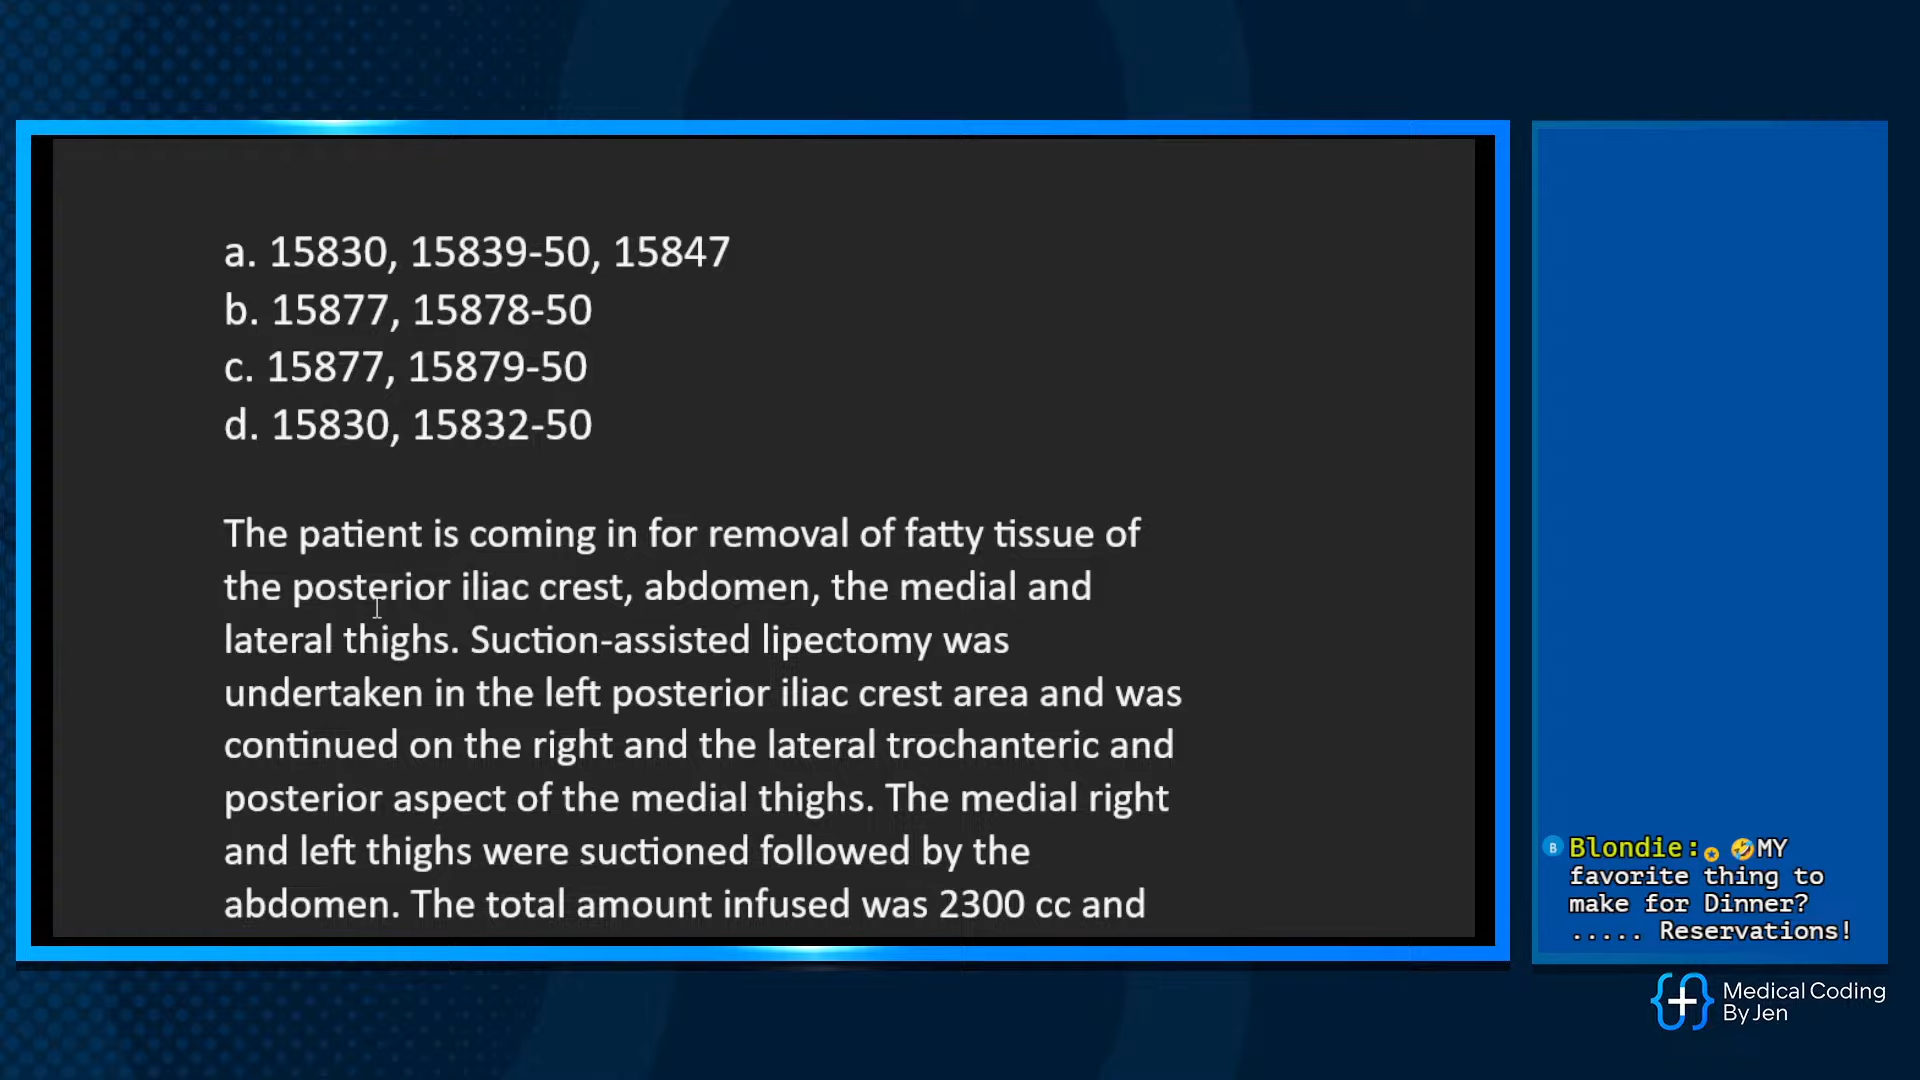 a. 15830, 15839-50, 15847
b. 15877, 15878-50
c. 15877, 15879-50
d. 15830, 15832-50
The patient is coming in for removal of fatty tissue of
the posterior iliac crest, abdomen, the medial and
lateral thighs. Suction-assisted lipectomy was
undertaken in the left posterior iliac crest area and was
continued on the right and the lateral trochanteric and
posterior aspect of the medial thighs. The medial right
and left thighs were suctioned followed by the
abdomen. The total amount infused was 2300 cc and
B Blondie: 🤣MY
favorite thing to
make for Dinner?
..... Reservations!
Medical Coding
By Jen